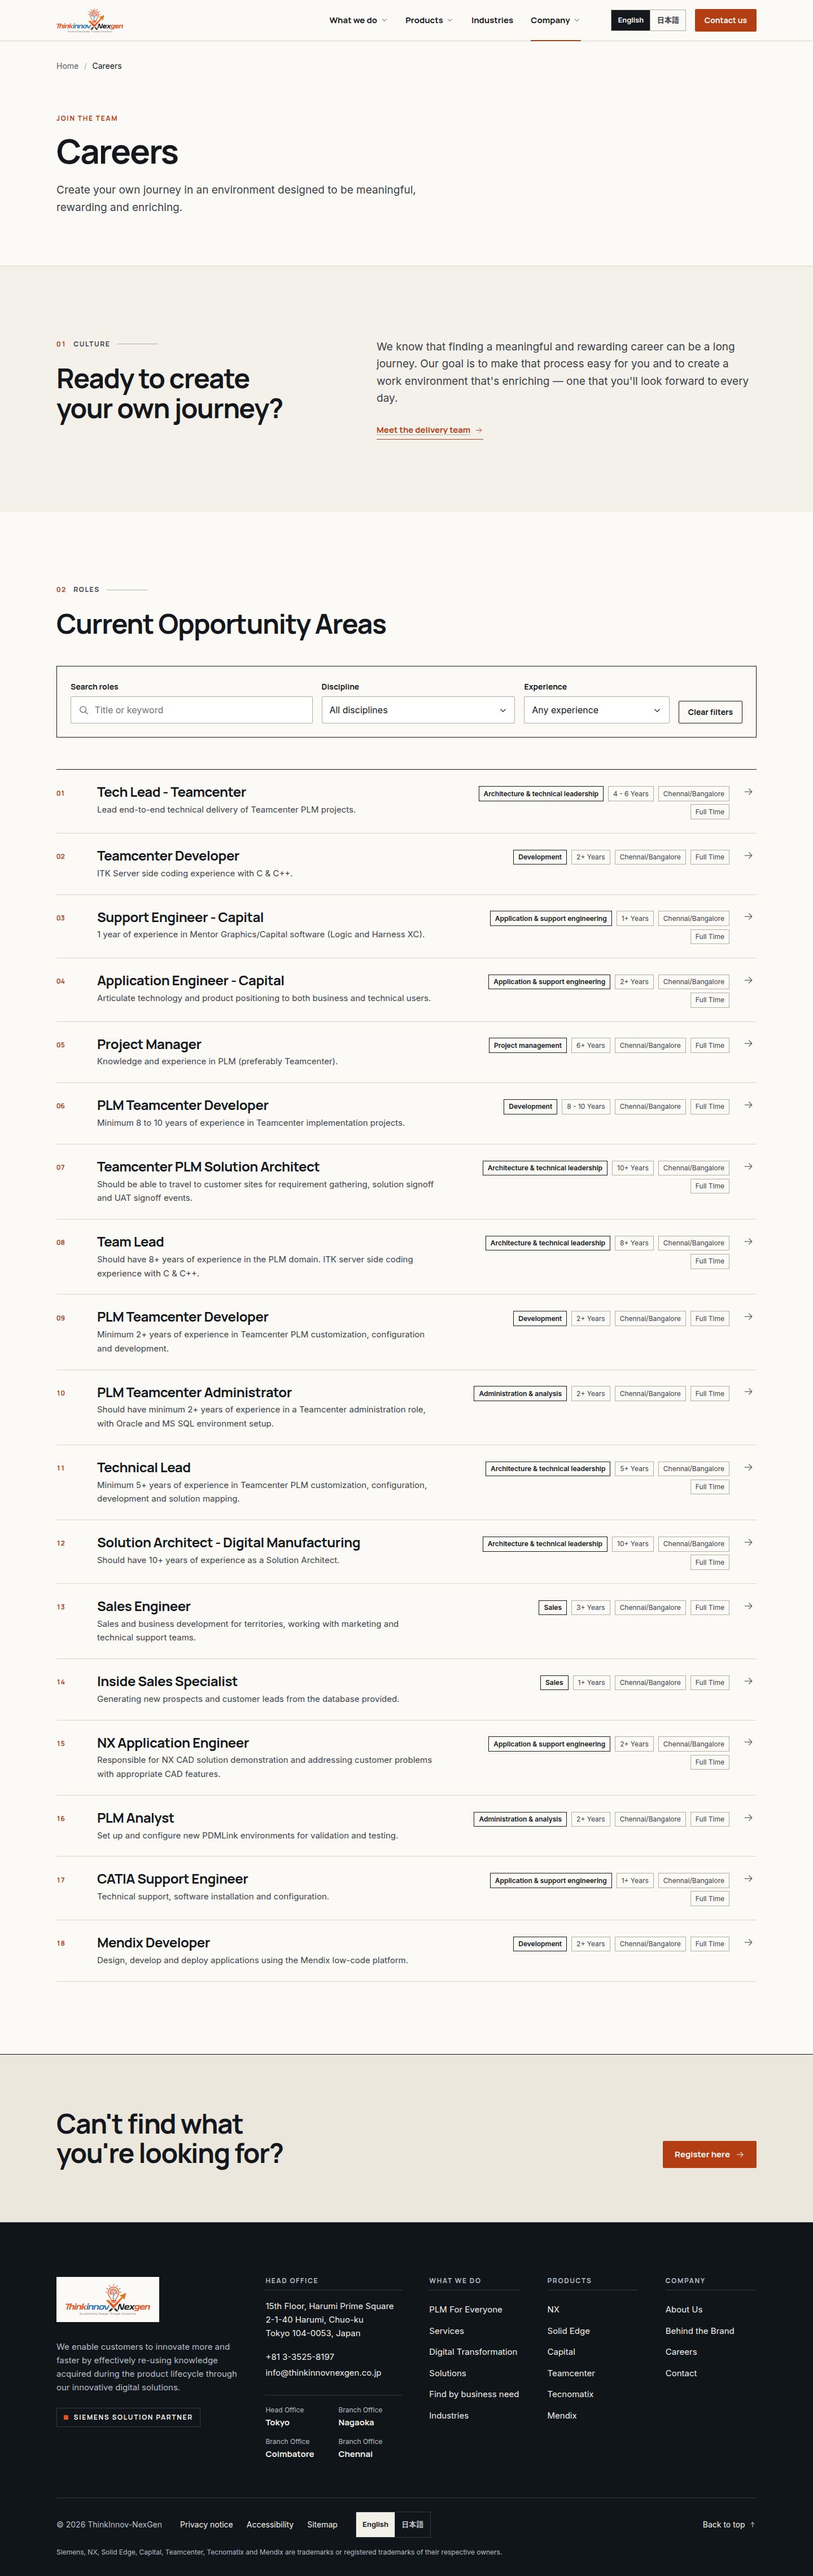 ThinkInnovXNexgen
What we do
Products
Industries
Company
English
日本語
Contact us
Home / Careers
JOIN THE TEAM
Careers
Create your own journey in an environment designed to be meaningful,
rewarding and enriching.
01 CULTURE
Ready to create
your own journey?
We know that finding a meaningful and rewarding career can be a long
journey. Our goal is to make that process easy for you and to create a
work environment that's enriching — one that you'll look forward to every
day.
Meet the delivery team →
02 ROLES
Current Opportunity Areas
Search roles
Title or keyword
Discipline
All disciplines
Experience
Any experience
Clear filters
01 Tech Lead - Teamcenter
Lead end-to-end technical delivery of Teamcenter PLM projects.
Architecture & technical leadership 4 - 6 Years Chennai/Bangalore →
Full Time
02 Teamcenter Developer
ITK Server side coding experience with C & C++.
Development 2+ Years Chennai/Bangalore Full Time →
03 Support Engineer - Capital
1 year of experience in Mentor Graphics/Capital software (Logic and Harness XC).
Application & support engineering 1+ Years Chennai/Bangalore →
Full Time
04 Application Engineer - Capital
Articulate technology and product positioning to both business and technical users.
Application & support engineering 2+ Years Chennai/Bangalore →
Full Time
05 Project Manager
Knowledge and experience in PLM (preferably Teamcenter).
Project management 6+ Years Chennai/Bangalore Full Time →
06 PLM Teamcenter Developer
Minimum 8 to 10 years of experience in Teamcenter implementation projects.
Development 8 - 10 Years Chennai/Bangalore Full Time →
07 Teamcenter PLM Solution Architect
Should be able to travel to customer sites for requirement gathering, solution signoff
and UAT signoff events.
Architecture & technical leadership 10+ Years Chennai/Bangalore →
Full Time
08 Team Lead
Should have 8+ years of experience in the PLM domain. ITK server side coding
experience with C & C++.
Architecture & technical leadership 8+ Years Chennai/Bangalore →
Full Time
09 PLM Teamcenter Developer
Minimum 2+ years of experience in Teamcenter PLM customization, configuration
and development.
Development 2+ Years Chennai/Bangalore Full Time →
10 PLM Teamcenter Administrator
Should have minimum 2+ years of experience in a Teamcenter administration role,
with Oracle and MS SQL environment setup.
Administration & analysis 2+ Years Chennai/Bangalore Full Time →
11 Technical Lead
Minimum 5+ years of experience in Teamcenter PLM customization, configuration,
development and solution mapping.
Architecture & technical leadership 5+ Years Chennai/Bangalore →
Full Time
12 Solution Architect - Digital Manufacturing
Should have 10+ years of experience as a Solution Architect.
Architecture & technical leadership 10+ Years Chennai/Bangalore →
Full Time
13 Sales Engineer
Sales and business development for territories, working with marketing and
technical support teams.
Sales 3+ Years Chennai/Bangalore Full Time →
14 Inside Sales Specialist
Generating new prospects and customer leads from the database provided.
Sales 1+ Years Chennai/Bangalore Full Time →
15 NX Application Engineer
Responsible for NX CAD solution demonstration and addressing customer problems
with appropriate CAD features.
Application & support engineering 2+ Years Chennai/Bangalore →
Full Time
16 PLM Analyst
Set up and configure new PDMLink environments for validation and testing.
Administration & analysis 2+ Years Chennai/Bangalore Full Time →
17 CATIA Support Engineer
Technical support, software installation and configuration.
Application & support engineering 1+ Years Chennai/Bangalore →
Full Time
18 Mendix Developer
Design, develop and deploy applications using the Mendix low-code platform.
Development 2+ Years Chennai/Bangalore Full Time →
Can't find what
you're looking for?
Register here →
ThinkInnovXNexgen
We enable customers to innovate more and
faster by effectively re-using knowledge
acquired during the product lifecycle through
our innovative digital solutions.
SIEMENS SOLUTION PARTNER
HEAD OFFICE
15th Floor, Harumi Prime Square
2-1-40 Harumi, Chuo-ku
Tokyo 104-0053, Japan
+81 3-3525-8197
info@thinkinnovnexgen.co.jp
Head Office
Tokyo
Branch Office
Nagaoka
Branch Office
Coimbatore
Branch Office
Chennai
WHAT WE DO
PLM For Everyone
Services
Digital Transformation
Solutions
Find by business need
Industries
PRODUCTS
NX
Solid Edge
Capital
Teamcenter
Tecnomatix
Mendix
COMPANY
About Us
Behind the Brand
Careers
Contact
© 2026 ThinkInnov-NexGen
Privacy notice
Accessibility
Sitemap
English
日本語
Back to top ↑
Siemens, NX, Solid Edge, Capital, Teamcenter, Tecnomatix and Mendix are trademarks or registered trademarks of their respective owners.